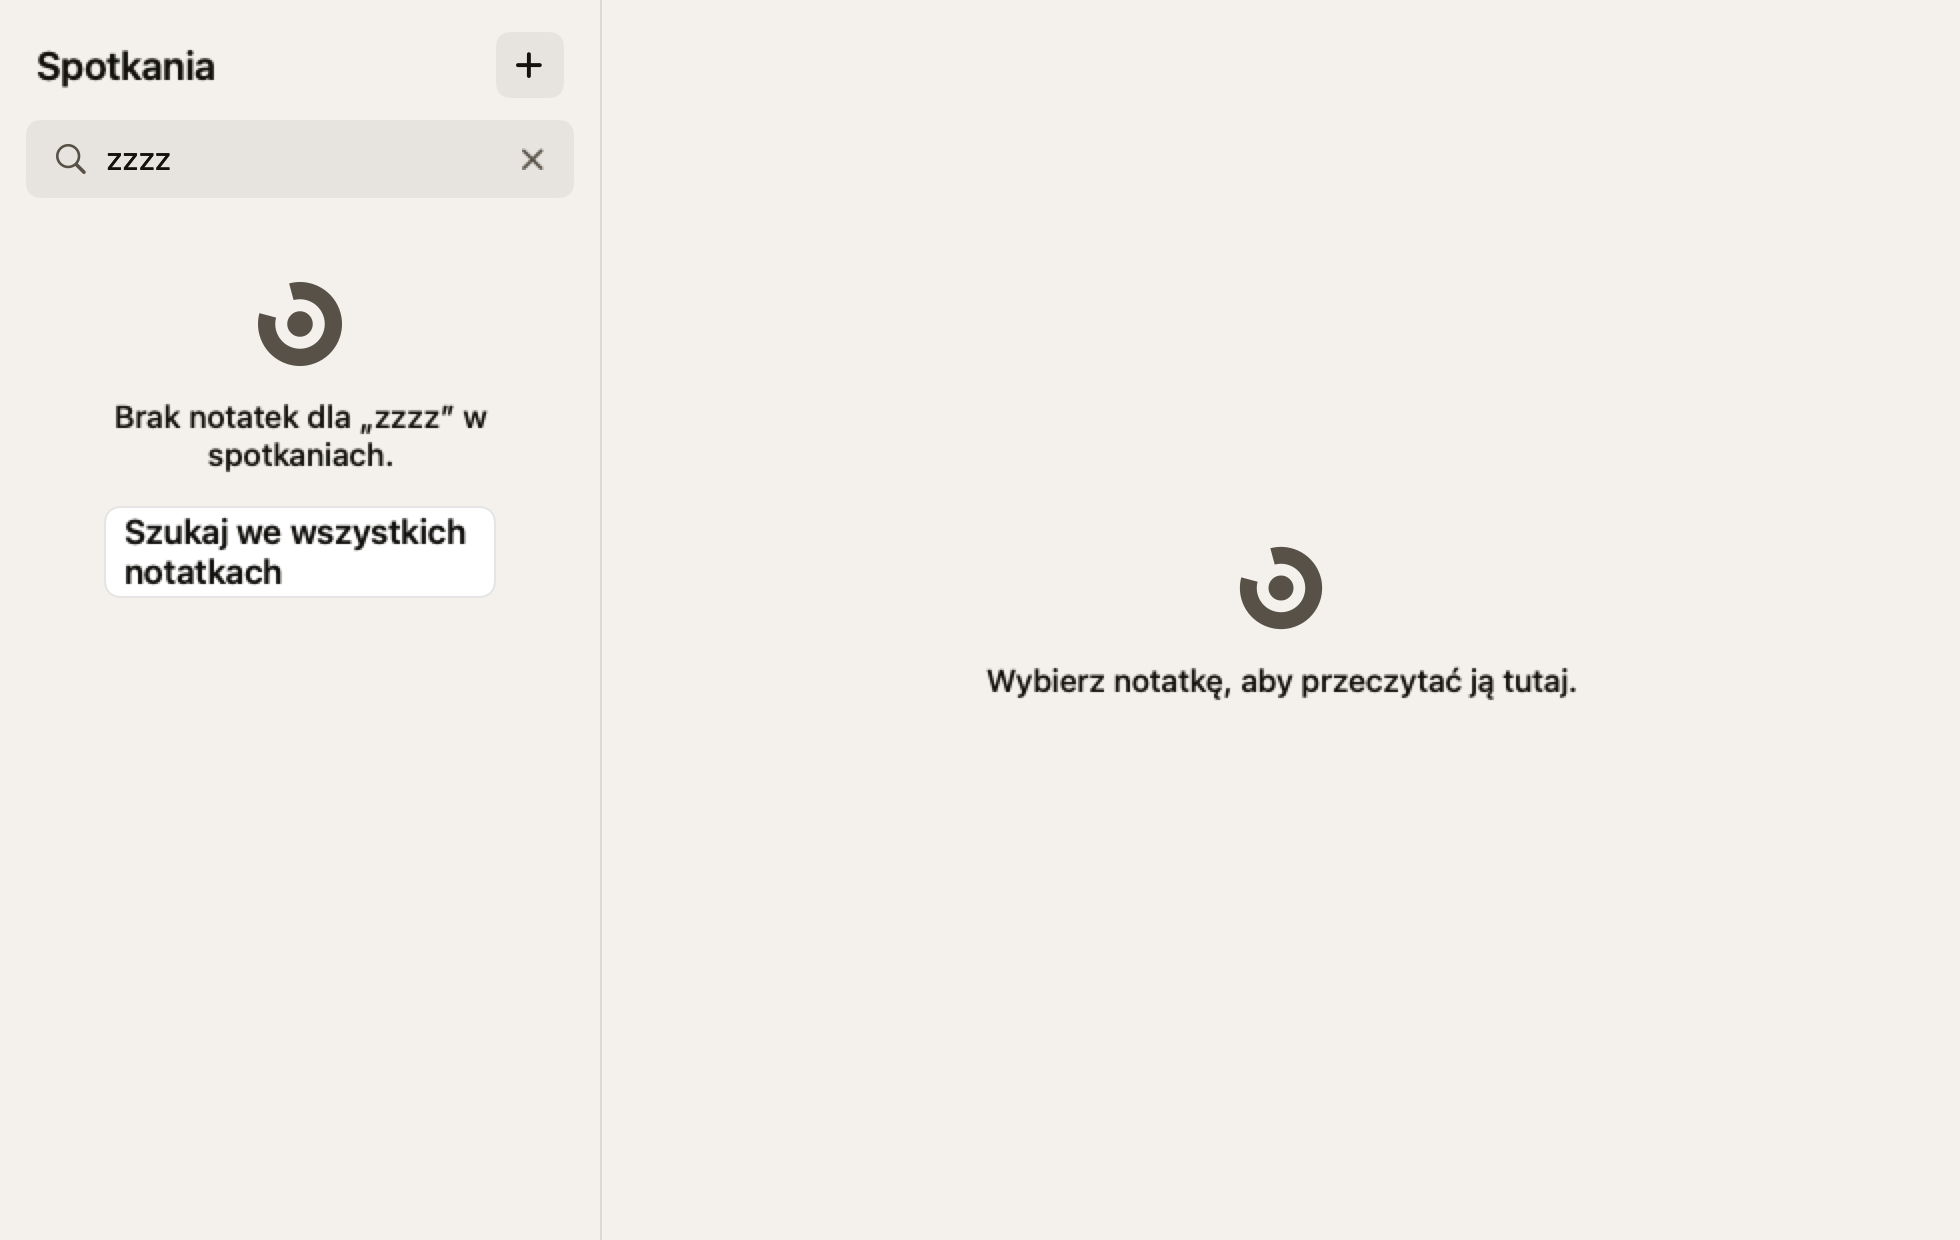 Spotkania
zzzz
Brak notatek dla „zzzz” w
spotkaniach.
Szukaj we wszystkich
notatkach
Wybierz notatkę, aby przeczytać ją tutaj.